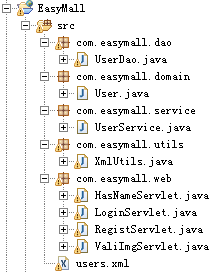 EasyMall
src
com.easymall.dao
UserDao.java
com.easymall.domain
User.java
com.easymall.service
UserService.java
com.easymall.utils
XmlUtils.java
com.easymall.web
HasNameServlet.java
LoginServlet.java
RegistServlet.java
ValiImgServlet.java
users.xml